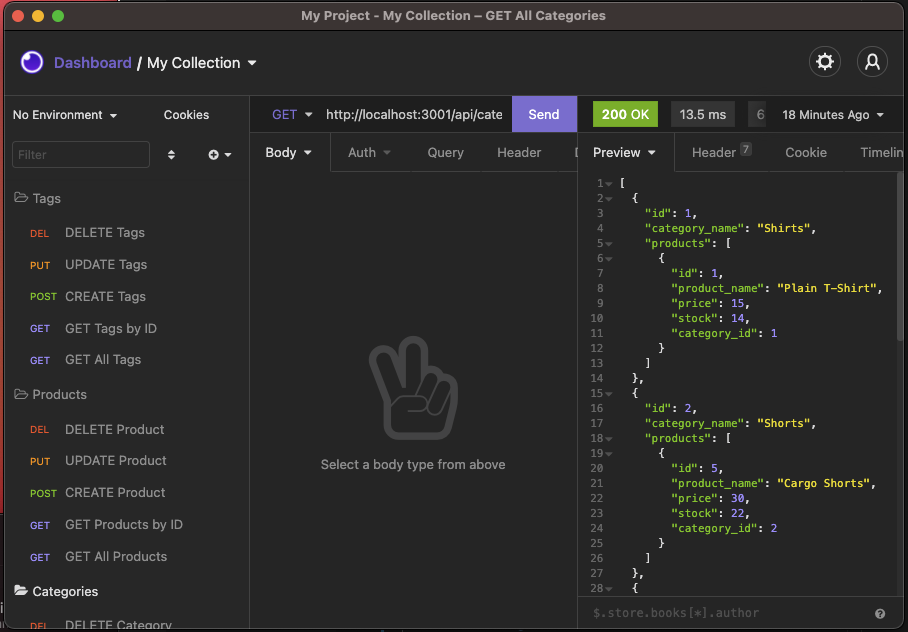 My Project - My Collection – GET All Categories
Dashboard / My Collection
No Environment
Cookies
Filter
Tags
DEL DELETE Tags
PUT UPDATE Tags
POST CREATE Tags
GET GET Tags by ID
GET GET All Tags
Products
DEL DELETE Product
PUT UPDATE Product
POST CREATE Product
GET GET Products by ID
GET GET All Products
Categories
DEL DELETE Category
GET http://localhost:3001/api/cate Send
Body Auth Query Header
Select a body type from above
200 OK 13.5 ms 6 18 Minutes Ago
Preview Header 7 Cookie Timelin
1 [
2 {
3 "id": 1,
4 "category_name": "Shirts",
5 "products": [
6 {
7 "id": 1,
8 "product_name": "Plain T-Shirt",
9 "price": 15,
10 "stock": 14,
11 "category_id": 1
12 }
13 ]
14 },
15 {
16 "id": 2,
17 "category_name": "Shorts",
18 "products": [
19 {
20 "id": 5,
21 "product_name": "Cargo Shorts",
22 "price": 30,
23 "stock": 22,
24 "category_id": 2
25 }
26 ]
27 },
28 {
$.store.books[*].author